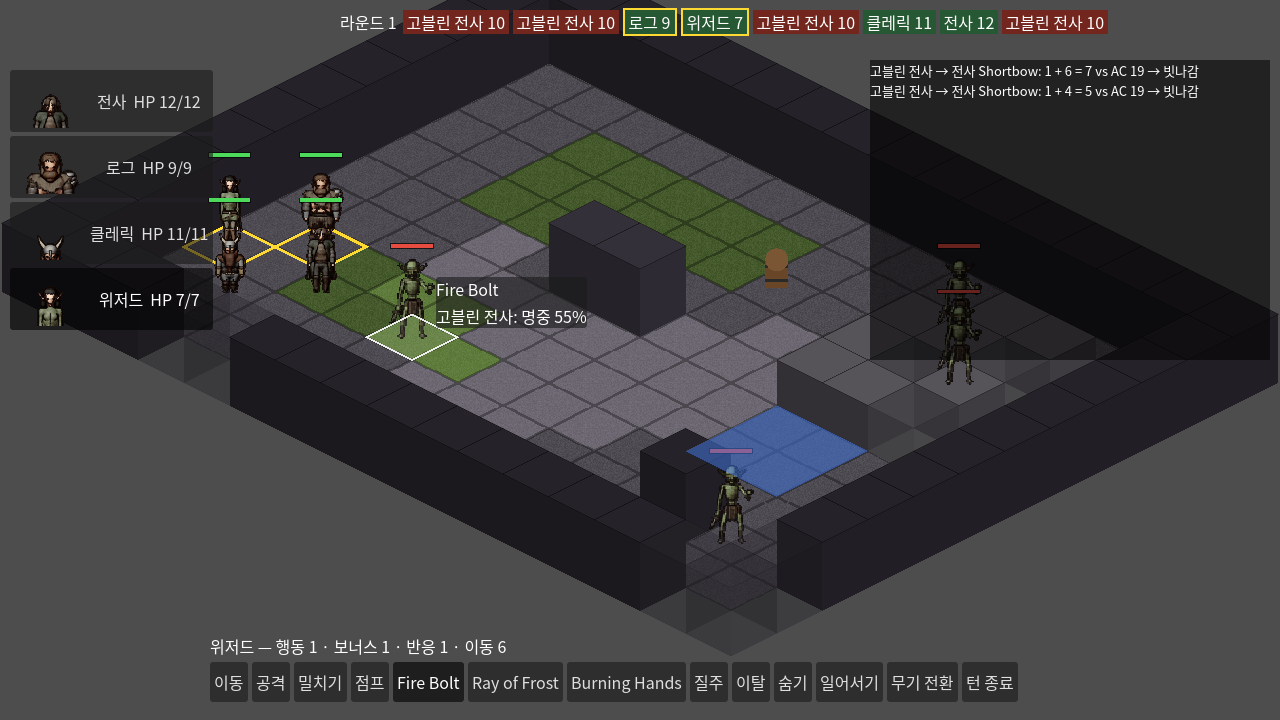 라운드 1 고블린 전사 10 고블린 전사 10 로그 9 위저드 7 고블린 전사 10 클레릭 11 전사 12 고블린 전사 10
고블린 전사 → 전사 Shortbow: 1 + 6 = 7 vs AC 19 → 빗나감
고블린 전사 → 전사 Shortbow: 1 + 4 = 5 vs AC 19 → 빗나감
전사 HP 12/12
로그 HP 9/9
클레릭 HP 11/11
위저드 HP 7/7
Fire Bolt
고블린 전사: 명중 55%
위저드 — 행동 1 · 보너스 1 · 반응 1 · 이동 6
이동 공격 밀치기 점프 Fire Bolt Ray of Frost Burning Hands 질주 이탈 숨기 일어서기 무기 전환 턴 종료